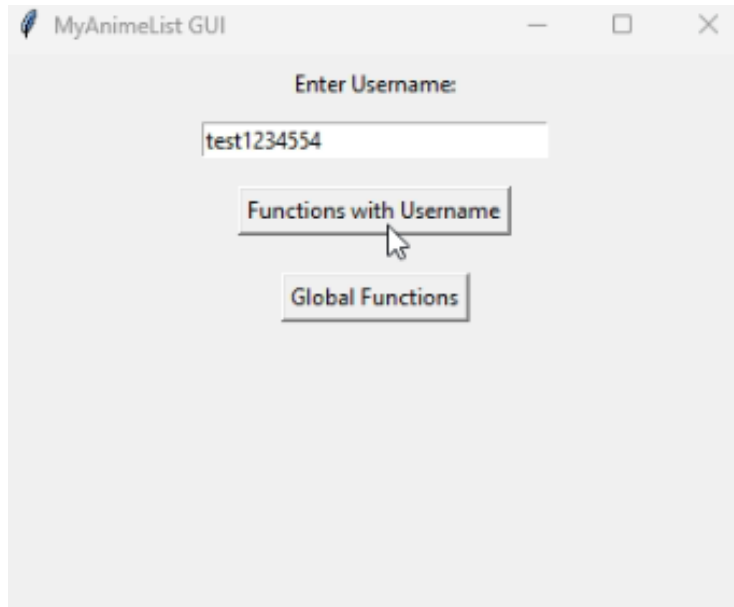 MyAnimeList GUI
Enter Username:
test1234554
Functions with Username
Global Functions